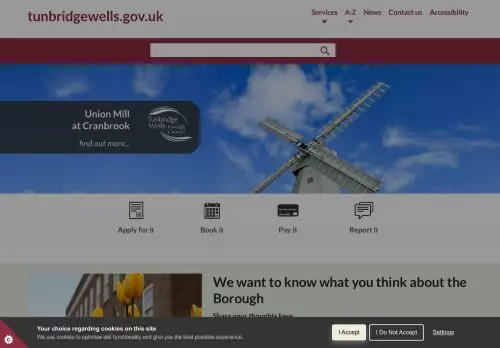 tunbridgewells.gov.uk
Services A-Z News Contact us Accessibility
Union Mill
at Cranbrook
find out more...
Tunbridge
Wells Borough
Council
Apply for it Book it Pay it Report it
We want to know what you think about the
Borough
Share your thoughts here
Your choice regarding cookies on this site
We use cookies to optimise site functionality and give you the best possible experience.
I Accept I Do Not Accept Settings